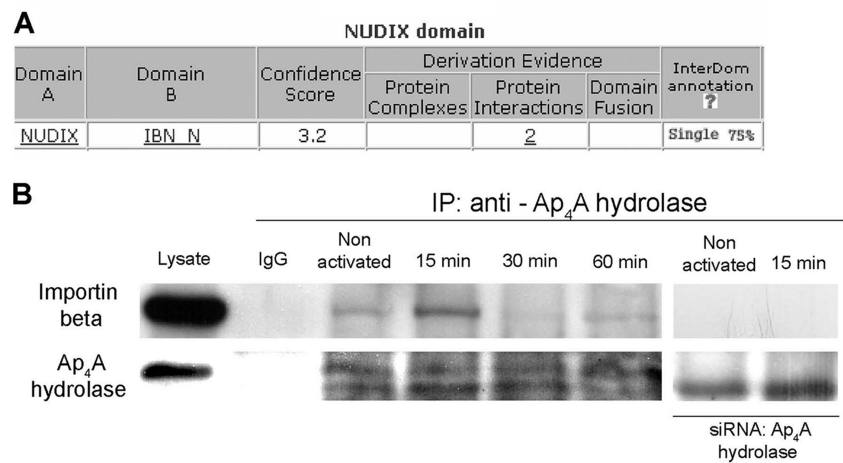 A
NUDIX domain
Domain A
Domain B
Confidence Score
Derivation Evidence
Protein Complexes
Protein Interactions
Domain Fusion
InterDom annotation ?
NUDIX IBN_N 3.2 2 Single 75%
B
IP: anti - Ap4A hydrolase
Lysate IgG Non activated 15 min 30 min 60 min Non activated 15 min
Importin beta
Ap4A hydrolase
siRNA: Ap4A hydrolase